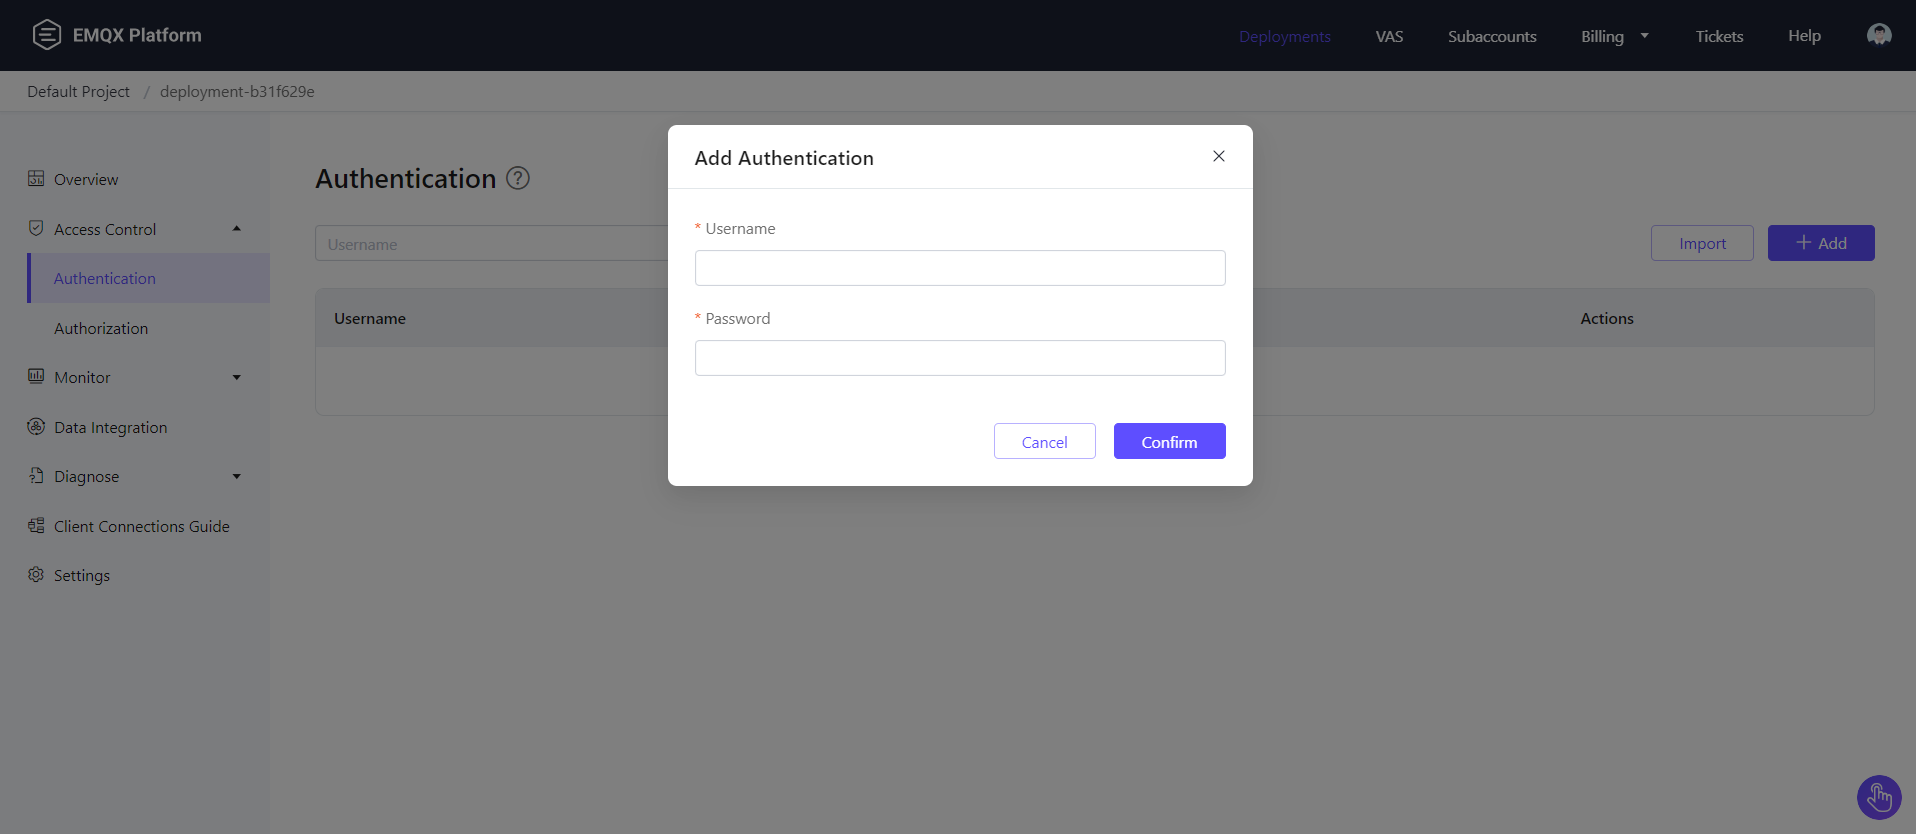 EMQX Platform
Deployments
VAS
Subaccounts
Billing
Tickets
Help
Default Project / deployment-b31f629e
Overview
Access Control
Authentication
Authorization
Monitor
Data Integration
Diagnose
Client Connections Guide
Settings
Authentication ?
Username
Import
+ Add
Username
Actions
Add Authentication
* Username
* Password
Cancel
Confirm